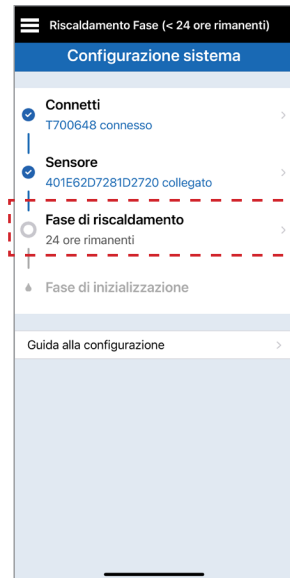 Riscaldamento Fase (< 24 ore rimanenti)
Configurazione sistema
Connetti
T700648 connesso
Sensore
401E62D7281D2720 collegato
Fase di riscaldamento
24 ore rimanenti
Fase di inizializzazione
Guida alla configurazione